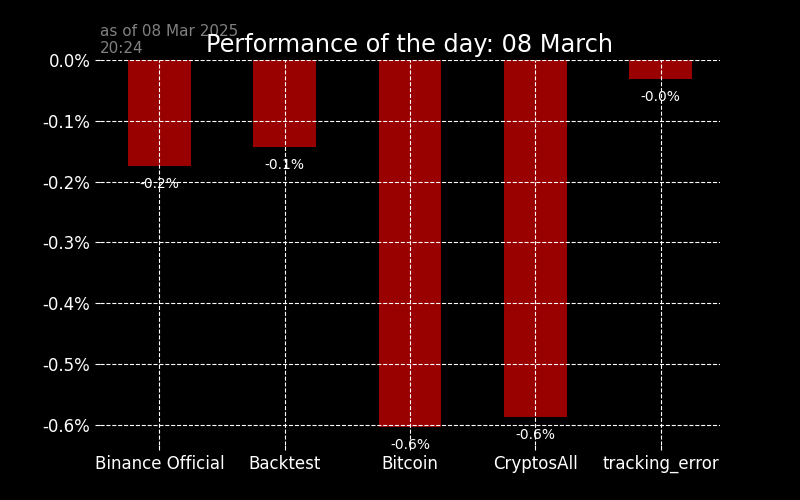 as of 08 Mar 2025
20:24
Performance of the day: 08 March
0.0%
-0.1%
-0.2%
-0.3%
-0.4%
-0.5%
-0.6%
-0.2%
-0.1%
-0.6%
-0.6%
-0.0%
Binance Official
Backtest
Bitcoin
CryptosAll
tracking_error